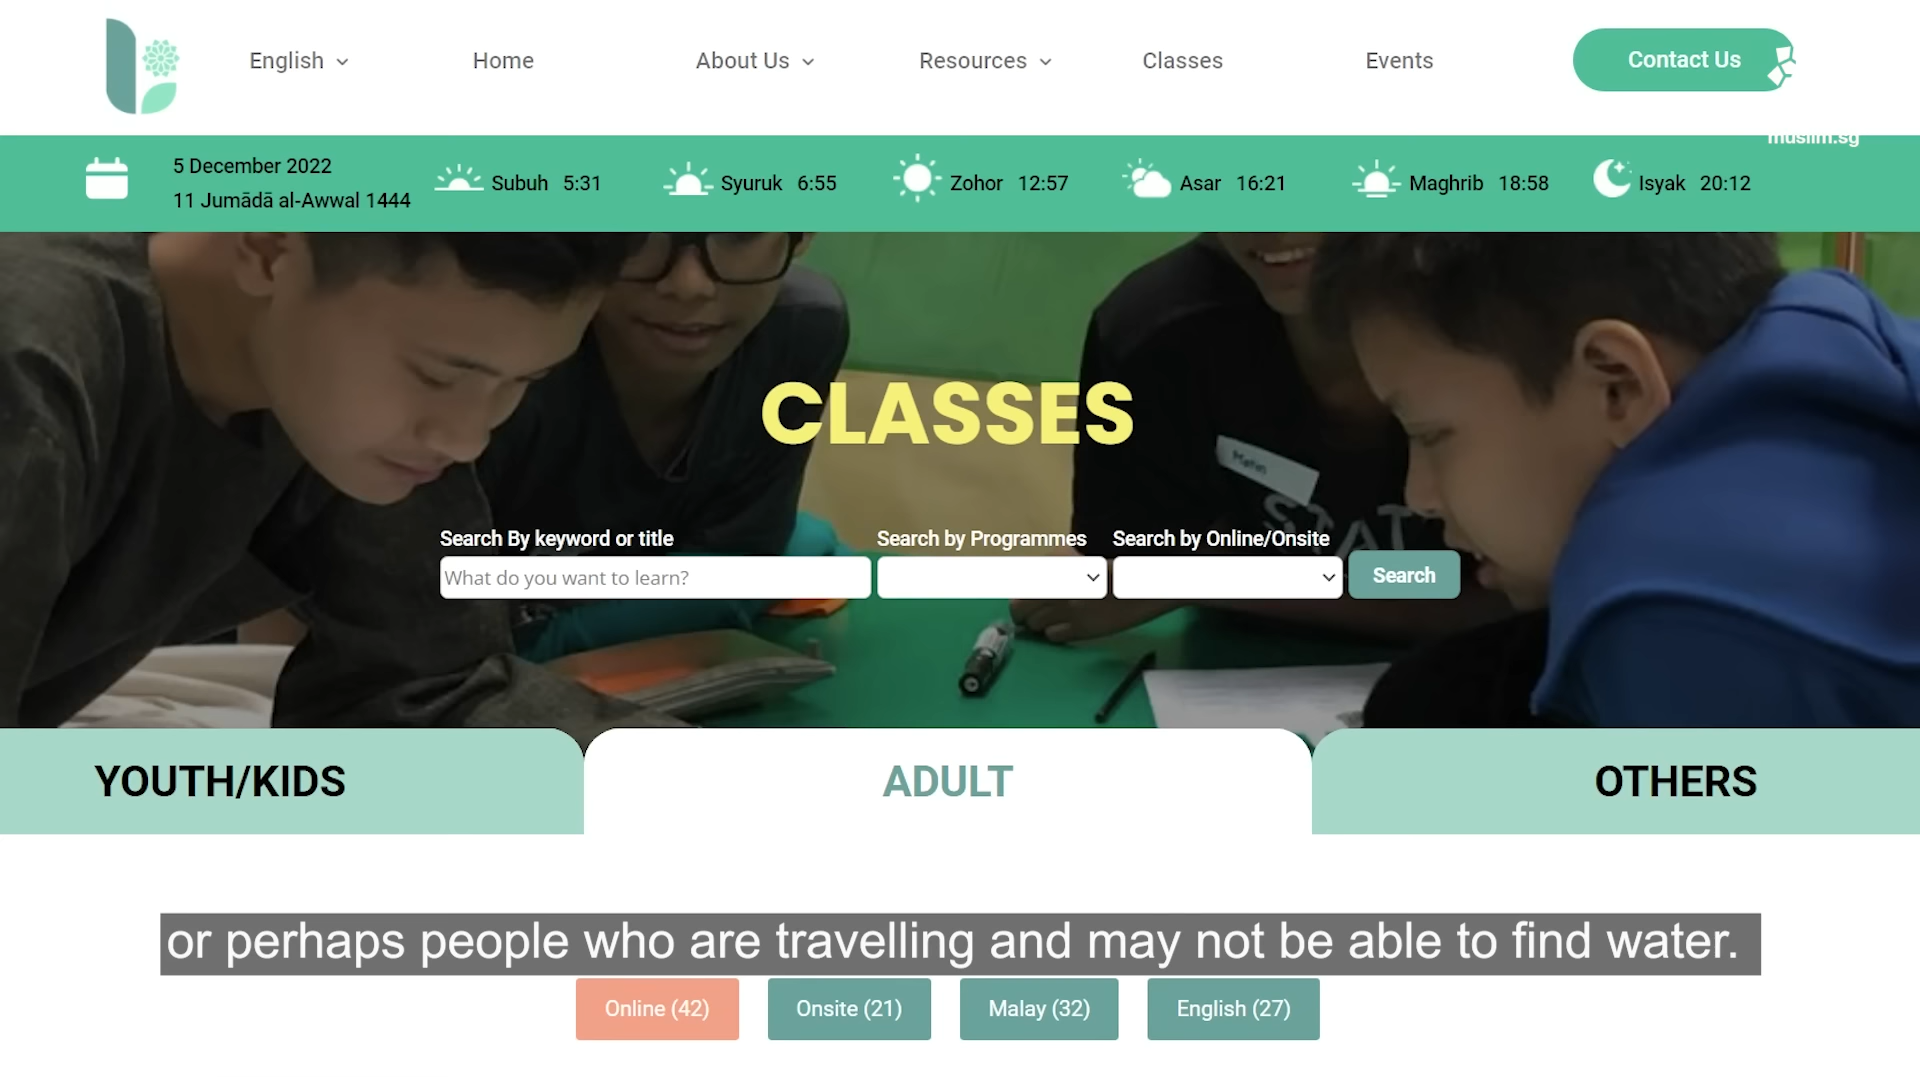 English
Home
About Us
Resources
Classes
Events
Contact Us
muslim.sg
5 December 2022
11 Jumādā al-Awwal 1444
Subuh 5:31
Syuruk 6:55
Zohor 12:57
Asar 16:21
Maghrib 18:58
Isyak 20:12
CLASSES
Search By keyword or title
Search by Programmes
Search by Online/Onsite
What do you want to learn?
Search
YOUTH/KIDS
ADULT
OTHERS
or perhaps people who are travelling and may not be able to find water.
Online (42)
Onsite (21)
Malay (32)
English (27)